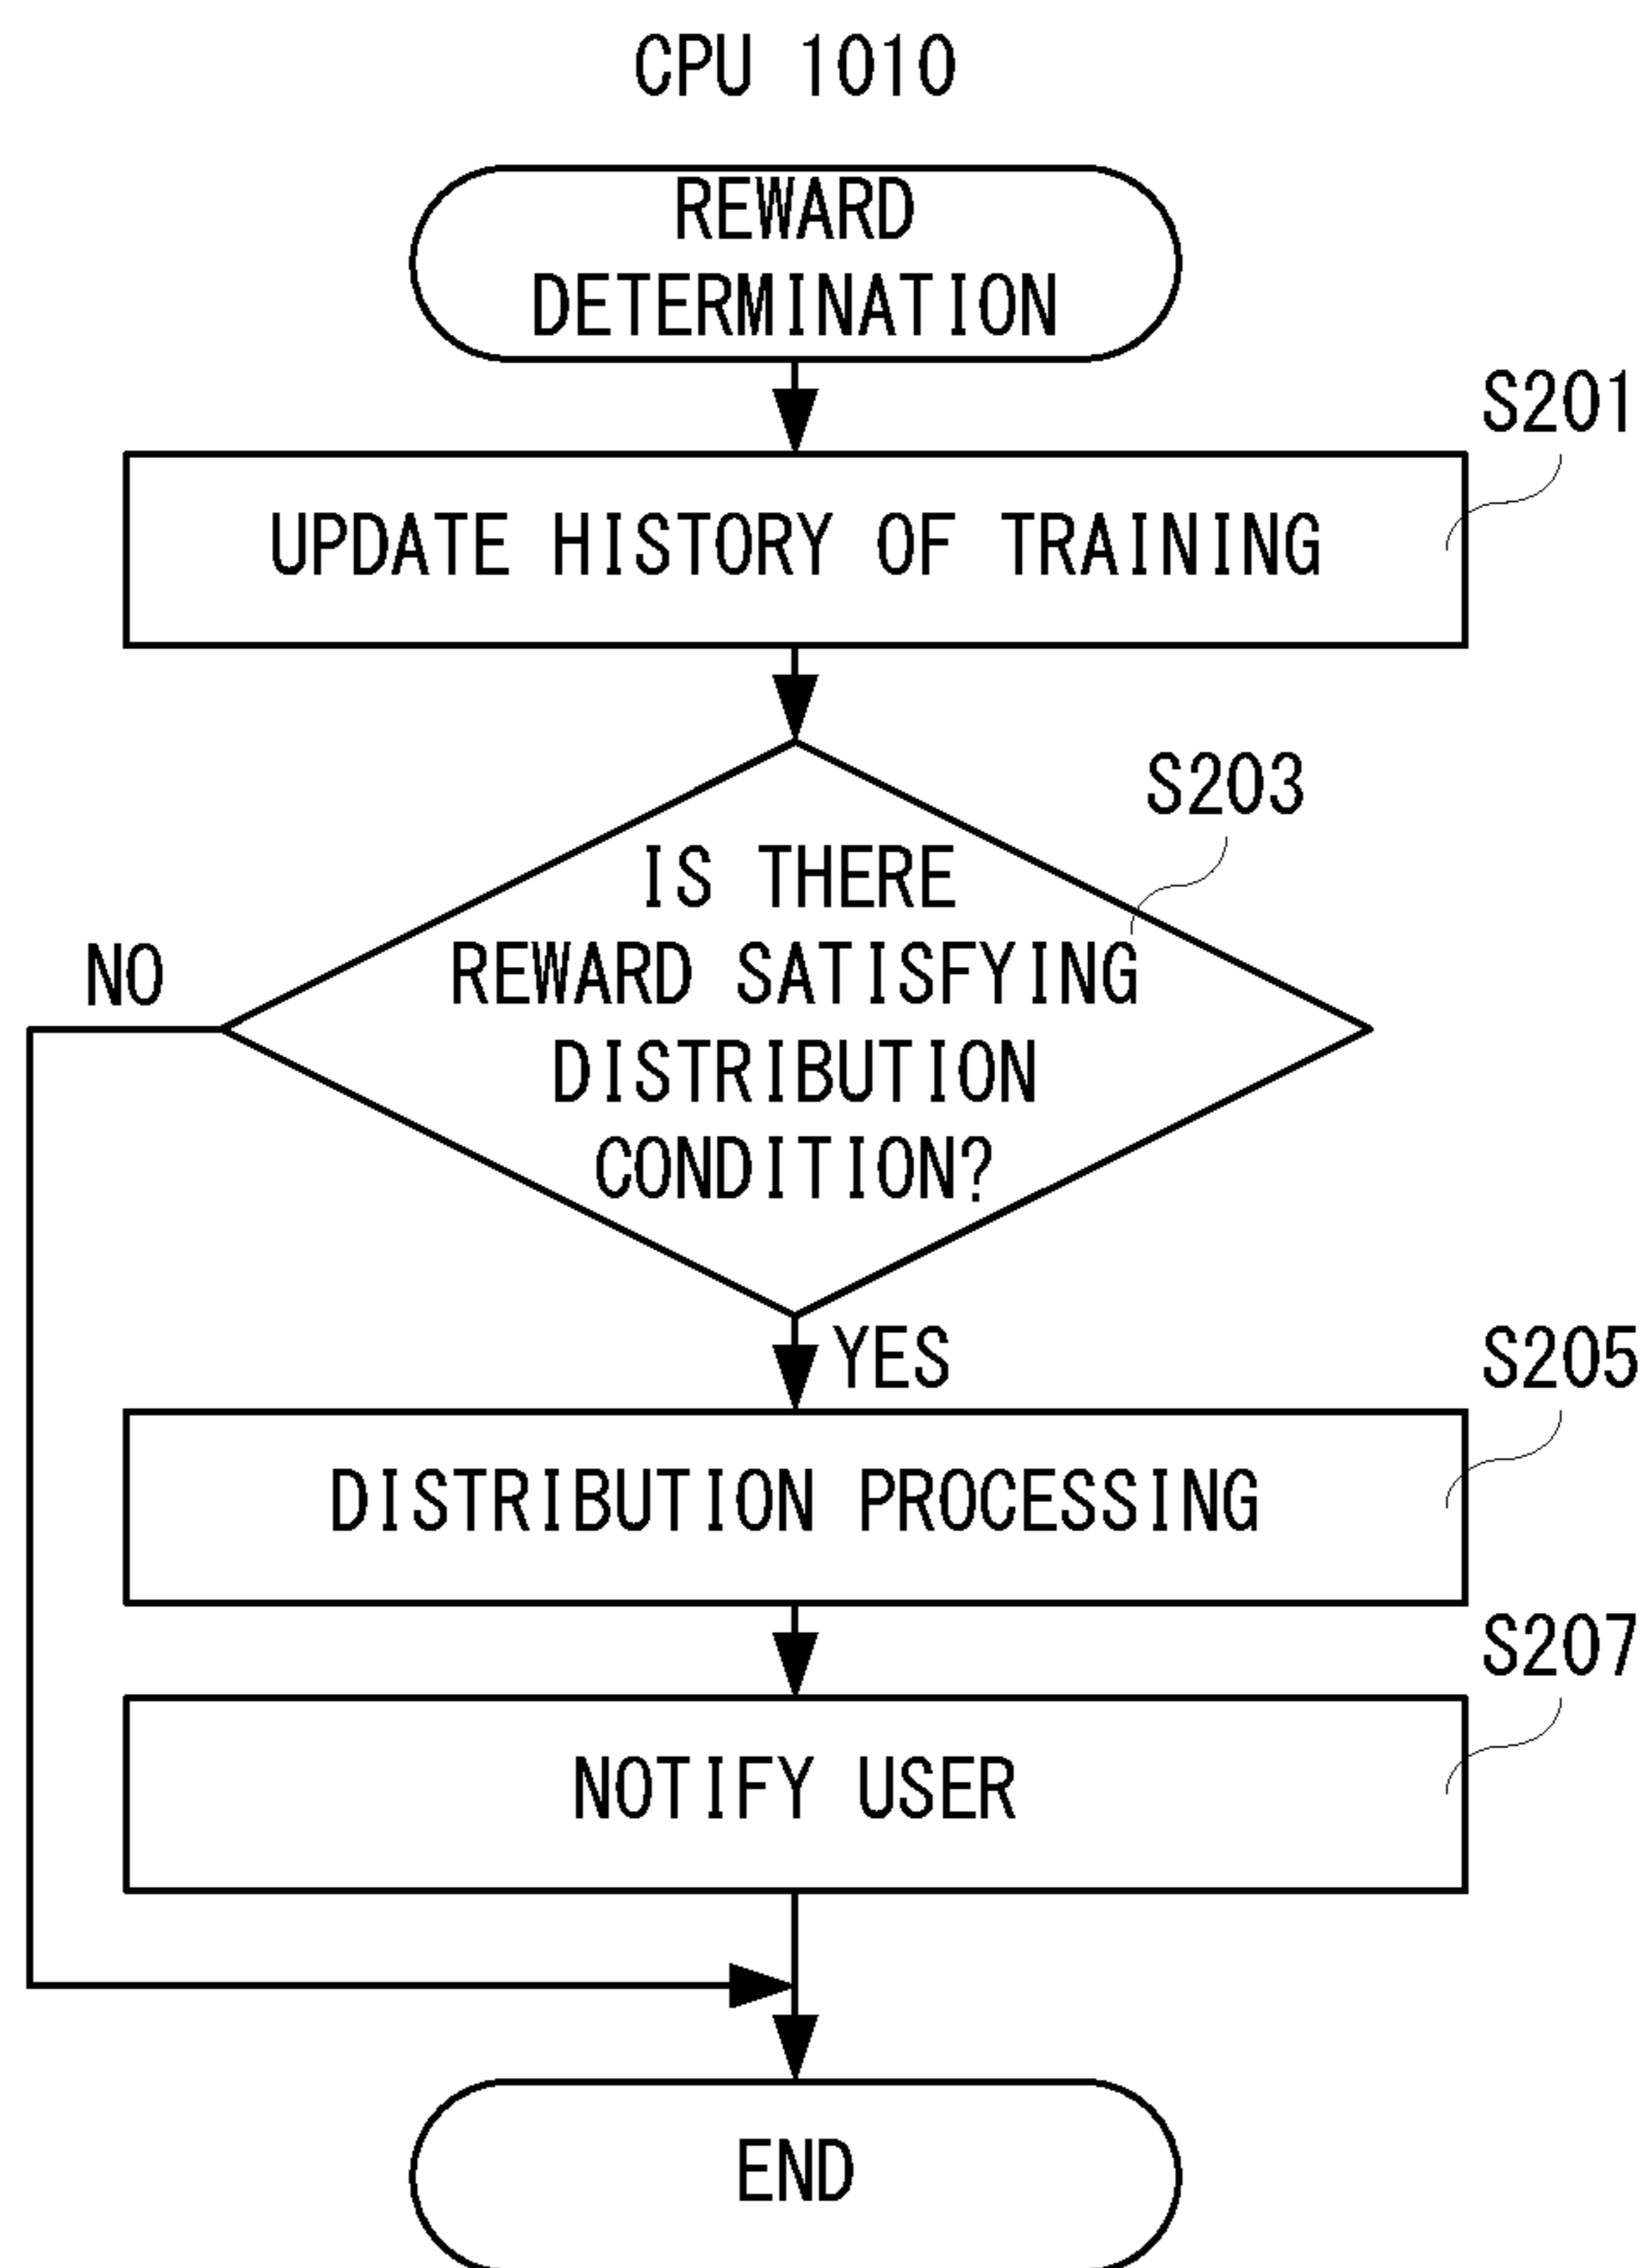 CPU 1010
REWARD
DETERMINATION
S201
UPDATE HISTORY OF TRAINING
S203
IS THERE
REWARD SATISFYING
DISTRIBUTION
CONDITION?
NO
YES
S205
DISTRIBUTION PROCESSING
S207
NOTIFY USER
END